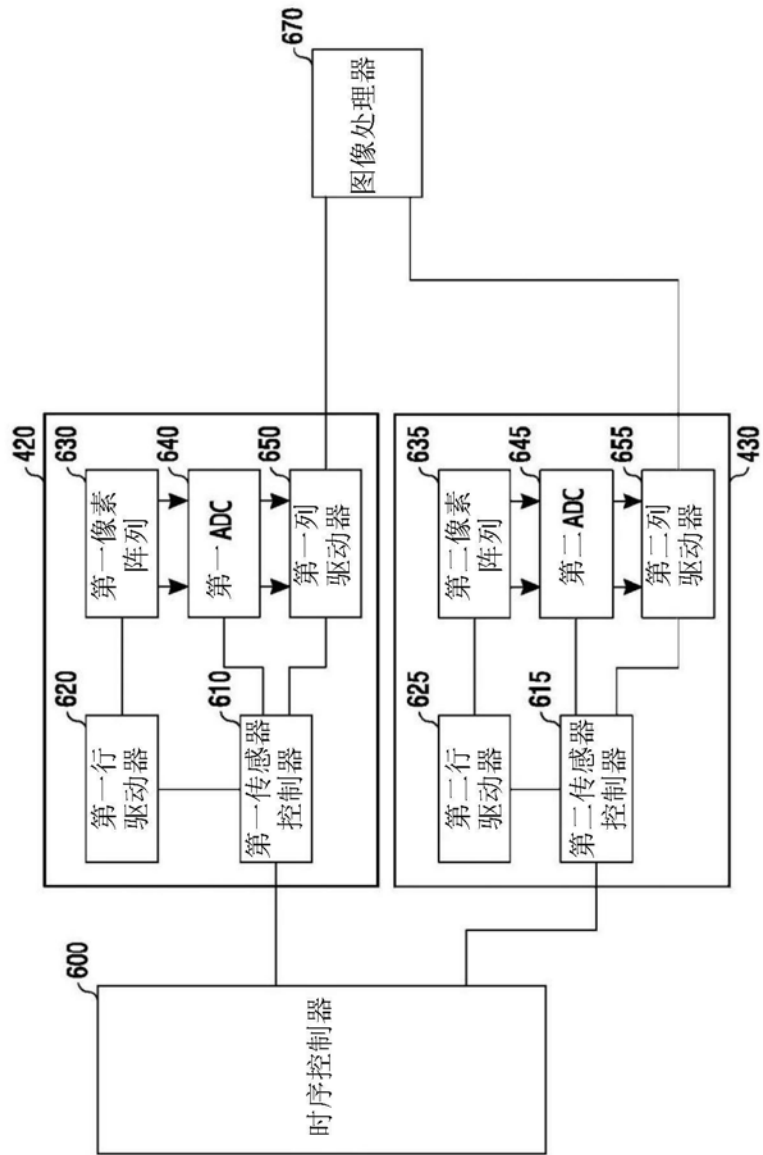 600
时序控制器
420
620
第一行
驱动器
630
第一像素
阵列
640
第一ADC
610
第一传感器
控制器
650
第一列
驱动器
625
第二行
驱动器
635
第二像素
阵列
645
第二ADC
615
第二传感器
控制器
655
第二列
驱动器
430
670
图像处理器